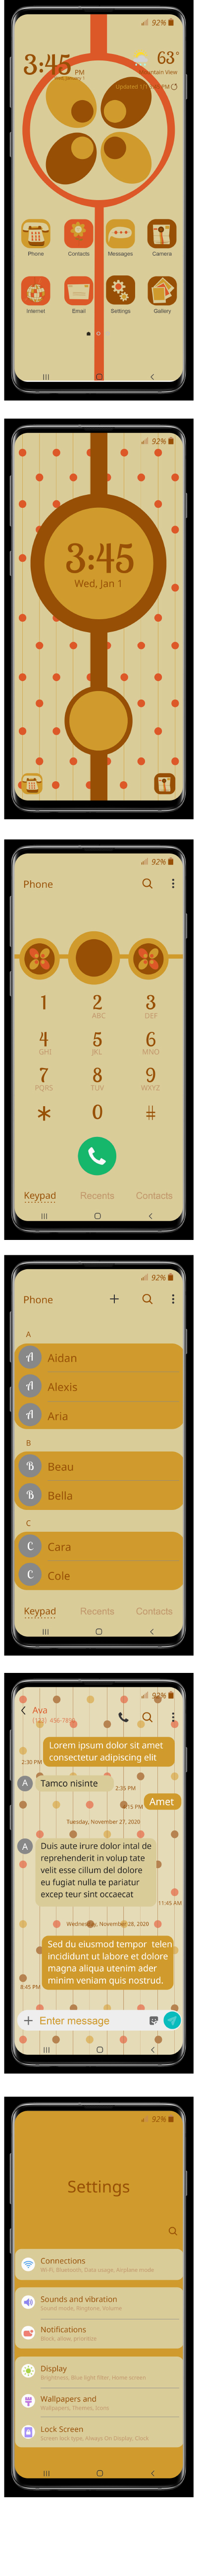 92%
3:45 PM
Wed, January 1
63°
Mountain View
Updated 1/1 PM
Phone Contacts Messages Camera
Internet Email Settings Gallery
92%
3:45
Wed, Jan 1
92%
Phone
1 2 3
ABC DEF
4 5 6
GHI JKL MNO
7 8 9
PQRS TUV WXYZ
* 0 #
Keypad Recents Contacts
92%
Phone
A
A Aidan
A Alexis
A Aria
B
B Beau
B Bella
C
C Cara
C Cole
Keypad Recents Contacts
92%
Ava
(123) 456-789
Lorem ipsum dolor sit amet
consectetur adipiscing elit
2:30 PM
A Tamco nisinte
2:35 PM
Amet
2:15 PM
Tuesday, November 27, 2020
A Duis aute irure dolor intal de
reprehenderit in volup tate
velit esse cillum del dolore
eu fugiat nulla te pariatur
excep teur sint occaecat
11:45 AM
Wednesday, November 28, 2020
Sed du eiusmod tempor telen
incididunt ut labore et dolore
magna aliqua utenim ader
minim veniam quis nostrud.
8:45 PM
Enter message
92%
Settings
Connections
Wi-Fi, Bluetooth, Data usage, Airplane mode
Sounds and vibration
Sound mode, Ringtone, Volume
Notifications
Block, allow, prioritize
Display
Brightness, Blue light filter, Home screen
Wallpapers and
Wallpapers, Themes, Icons
Lock Screen
Screen lock type, Always On Display, Clock